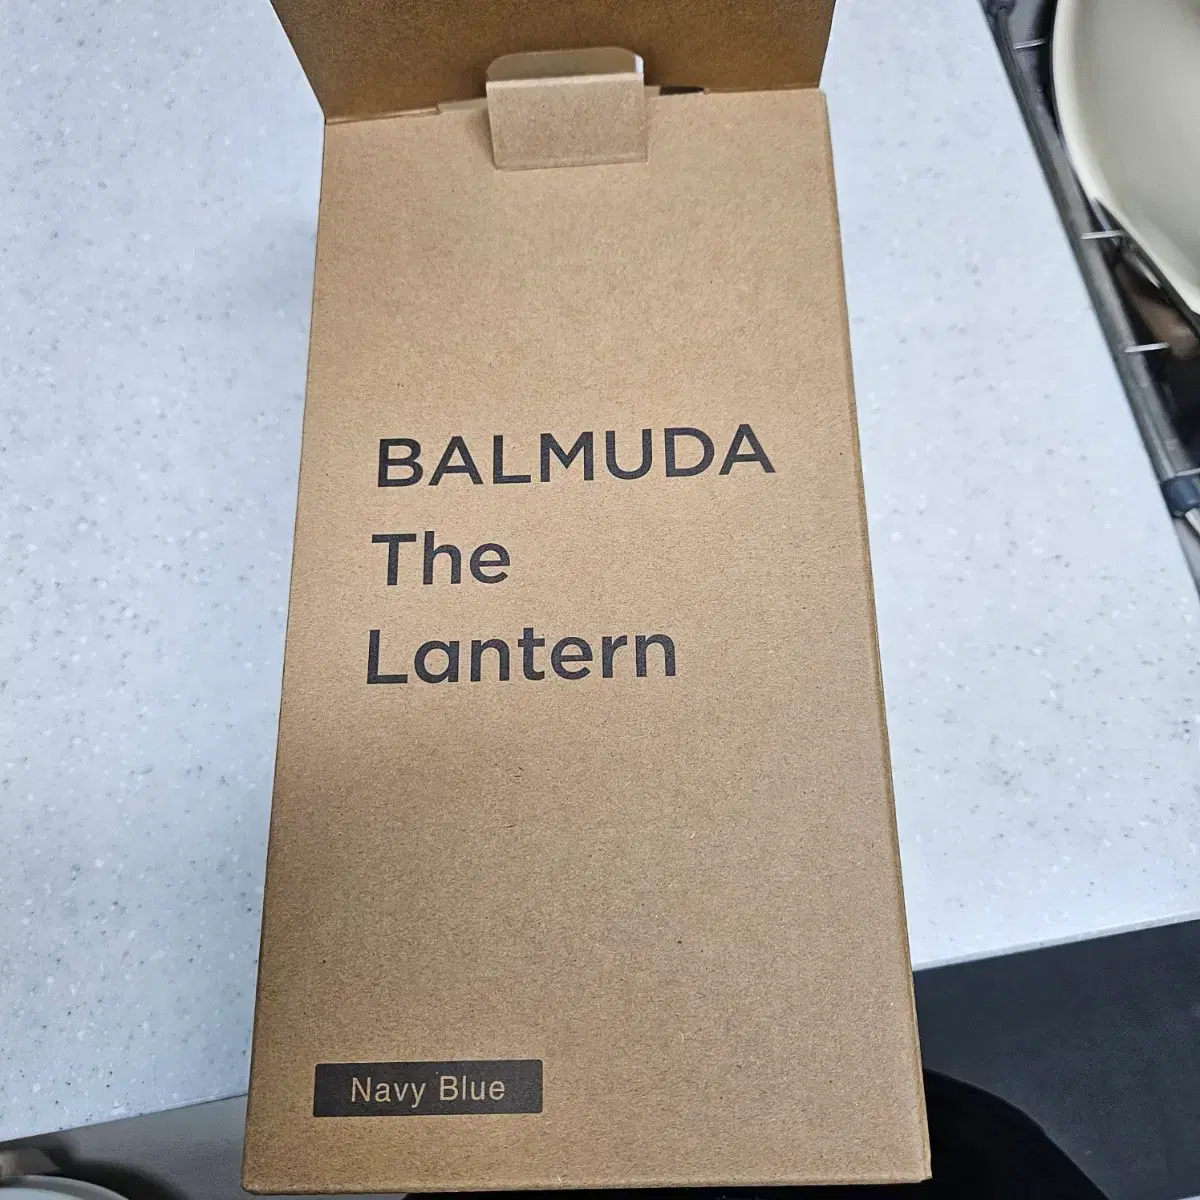 BALMUDA
The
Lantern
Navy Blue